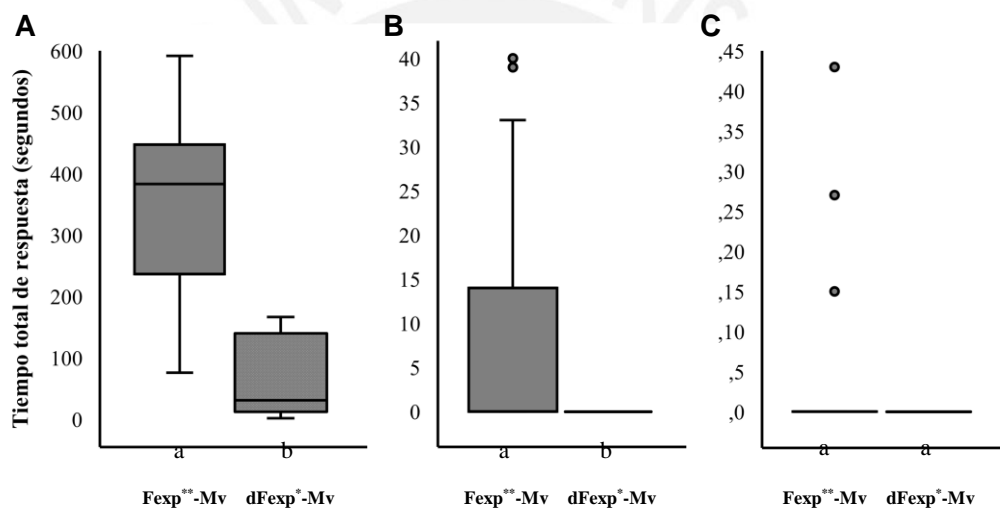 A
B
C
Tiempo total de respuesta (segundos)
600
500
400
300
200
100
0
40
35
30
25
20
15
10
5
0
,45
,40
,35
,30
,25
,20
,15
,10
,5
,0
a b
a b
a a
Fexp**-Mv dFexp*-Mv
Fexp**-Mv dFexp*-Mv
Fexp**-Mv dFexp*-Mv